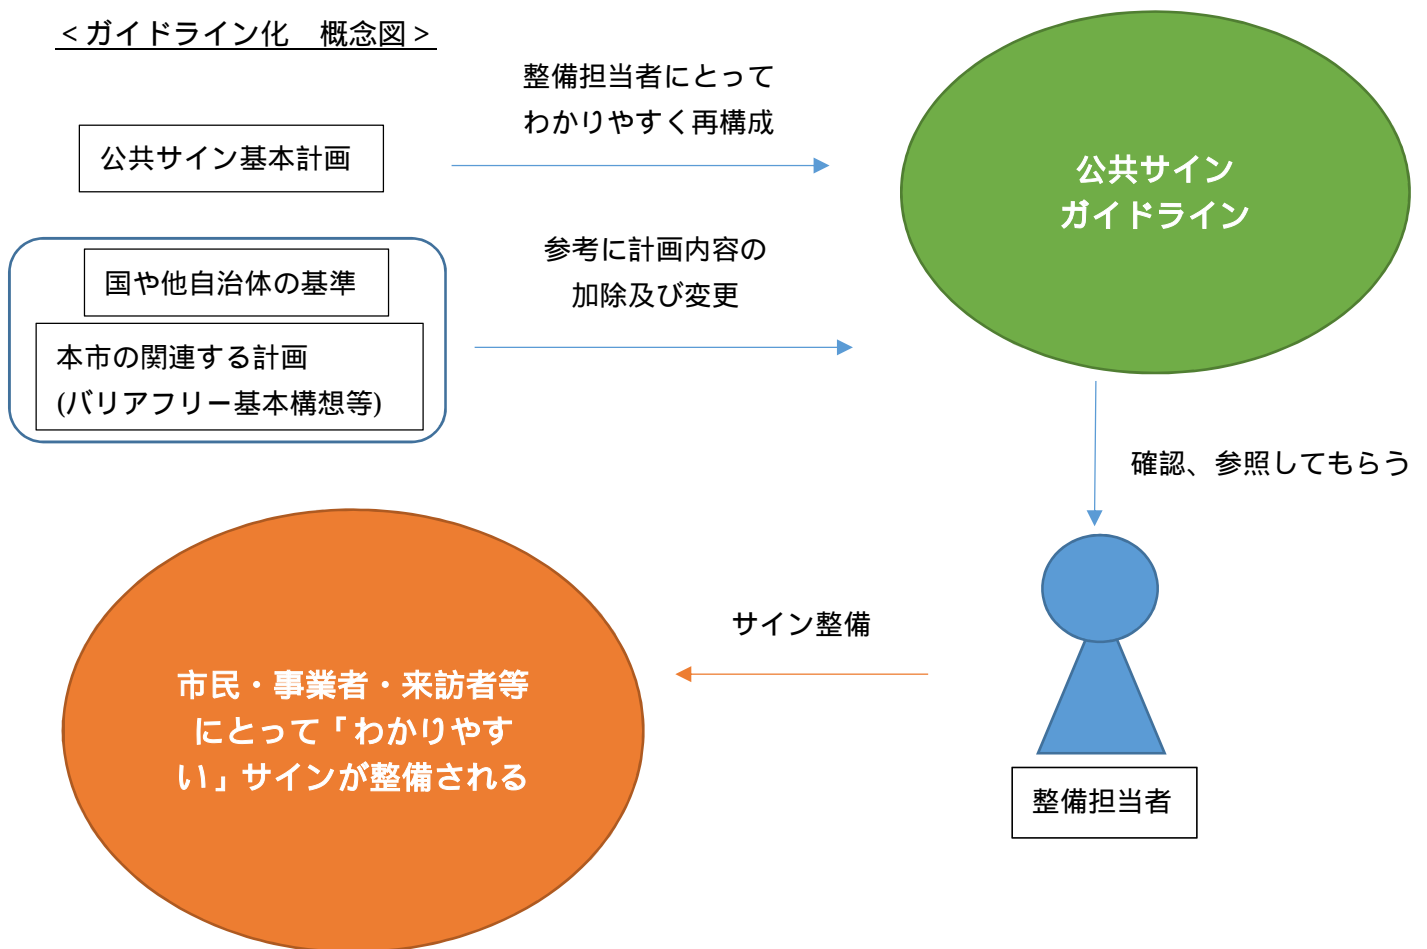 <ガイドライン化　概念図>
整備担当者にとって
わかりやすく再構成
公共サイン基本計画
公共サイン
ガイドライン
参考に計画内容の
加除及び変更
国や他自治体の基準
本市の関連する計画
(バリアフリー基本構想等)
確認、参照してもらう
サイン整備
市民・事業者・来訪者等
にとって「わかりやす
い」サインが整備される
整備担当者